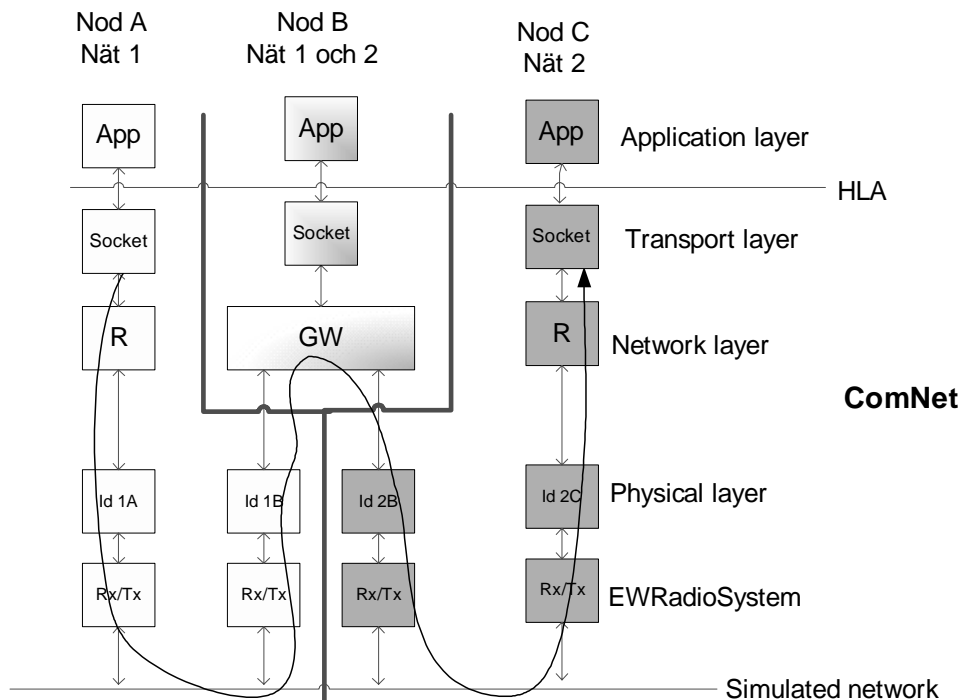 Nod A
Nät 1
Nod B
Nät 1 och 2
Nod C
Nät 2
App
App
App
Application layer
HLA
Socket
Socket
Socket
Transport layer
R
GW
R
Network layer
ComNet
Id 1A
Id 1B
Id 2B
Id 2C
Physical layer
Rx/Tx
Rx/Tx
Rx/Tx
Rx/Tx
EWRadioSystem
Simulated network